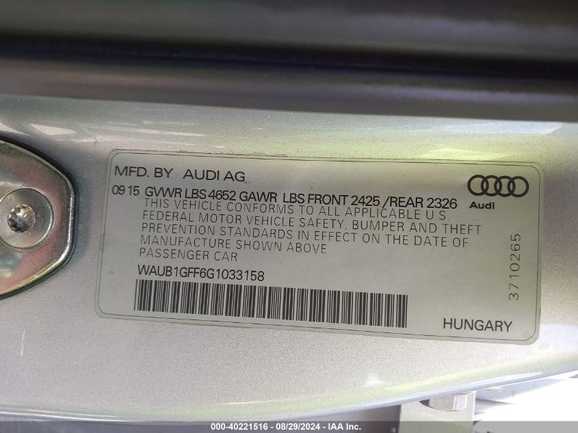 MFD. BY AUDI AG
09 15 GVWR LBS 4652 GAWR LBS FRONT 2425 /REAR 2326
THIS VEHICLE CONFORMS TO ALL APPLICABLE U S
FEDERAL MOTOR VEHICLE SAFETY, BUMPER AND THEFT
PREVENTION STANDARDS IN EFFECT ON THE DATE OF
MANUFACTURE SHOWN ABOVE
PASSENGER CAR
WAUB1GFF6G1033158
Audi
3710265
HUNGARY
000-40221516 - 08/29/2024 - IAA Inc.